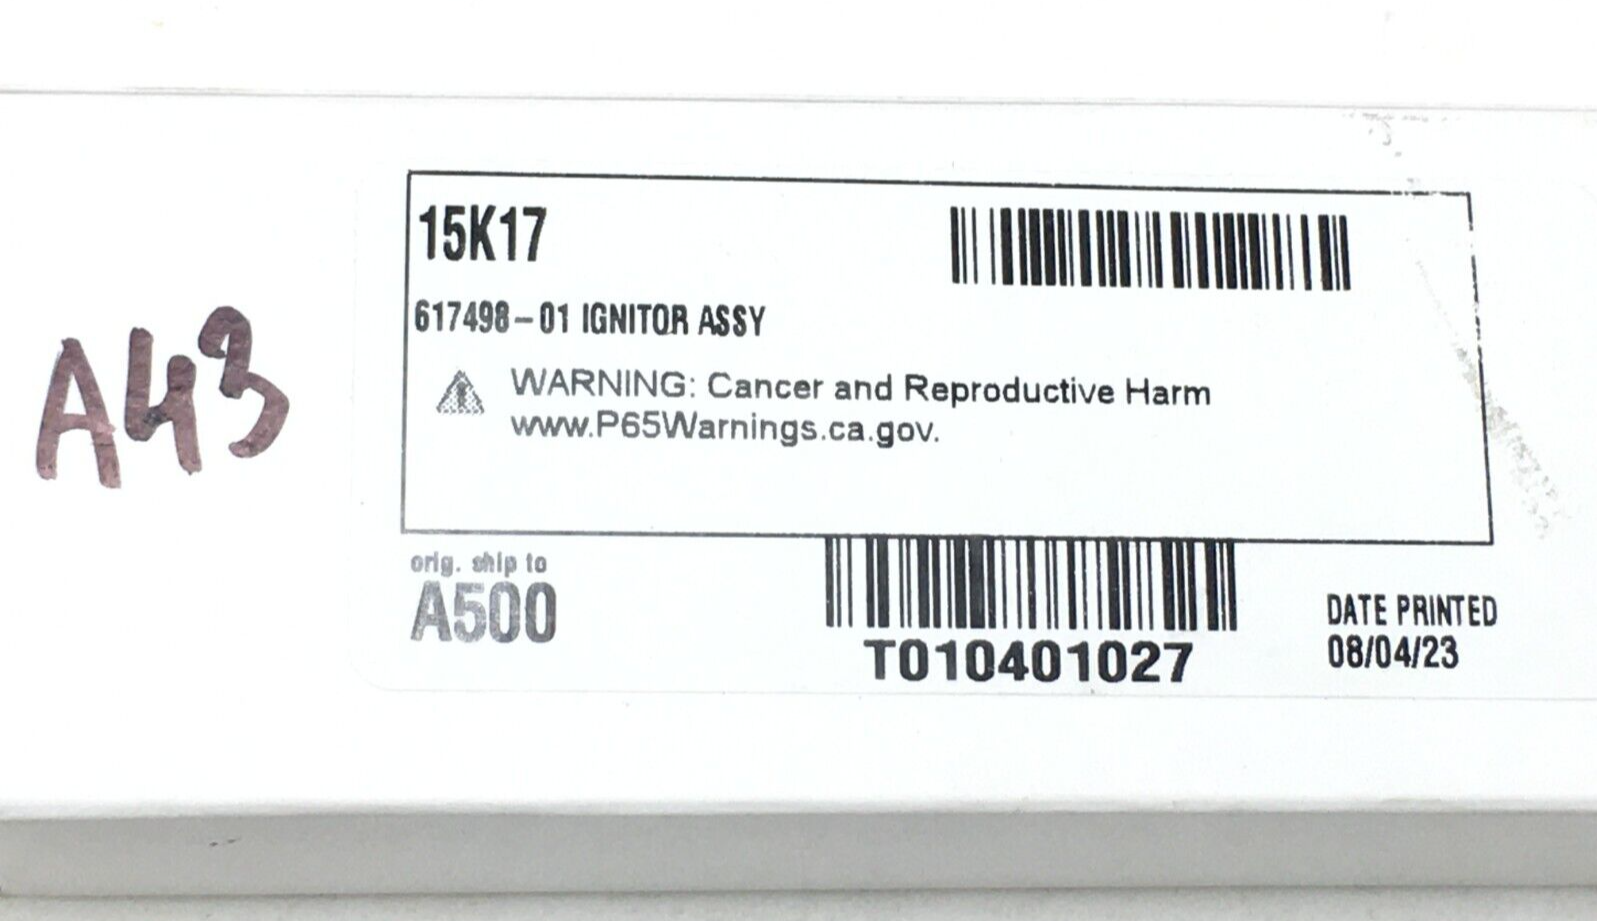 A43
15K17
617498-01 IGNITOR ASSY
WARNING: Cancer and Reproductive Harm
www.P65Warnings.ca.gov.
orig. ship to
A500
T010401027
DATE PRINTED
08/04/23